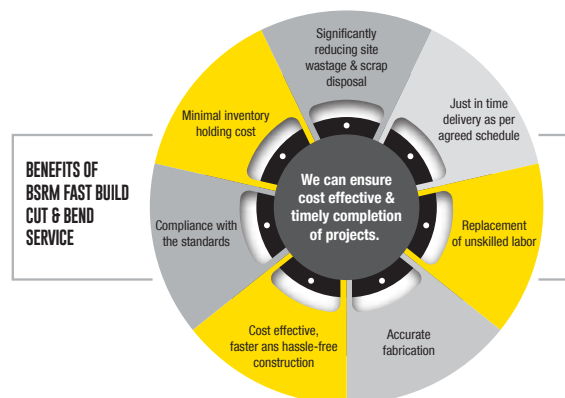 BENEFITS OF
BSRM FAST BUILD
CUT & BEND
SERVICE
Significantly
reducing site
wastage & scrap
disposal
Just in time
delivery as per
agreed schedule
Replacement
of unskilled labor
Accurate
fabrication
Cost effective,
faster ans hassle-free
construction
Compliance with
the standards
Minimal inventory
holding cost
We can ensure
cost effective &
timely completion
of projects.